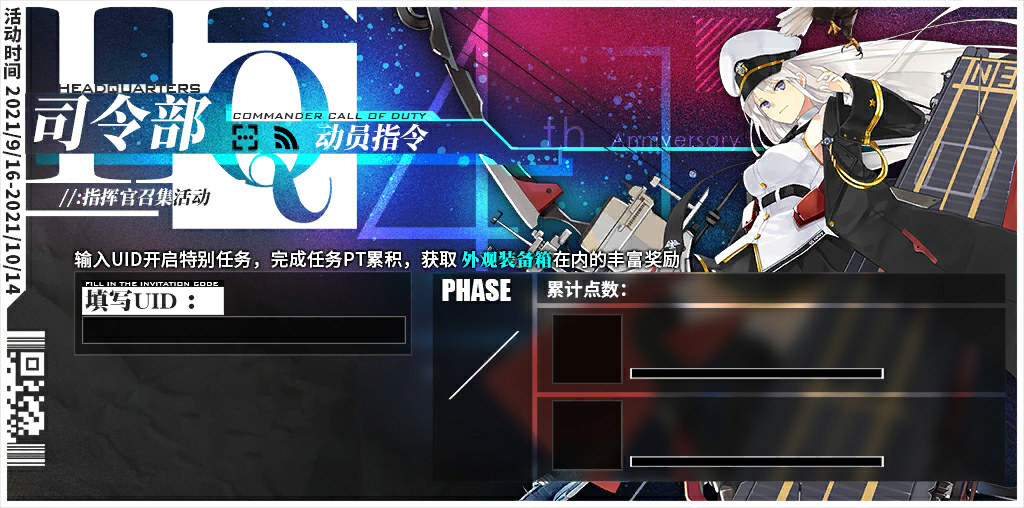 活动时间 2021/9/16-2021/10/14
HQ
HEADQUARTERS
司令部
COMMANDER CALL OF DUTY
动员指令
//:指挥官召集活动
4th Anniversary
输入UID开启特别任务，完成任务PT累积，获取 外观装备箱在内的丰富奖励
FILL IN THE INVITATION CODE
填写UID ：
PHASE
累计点数：